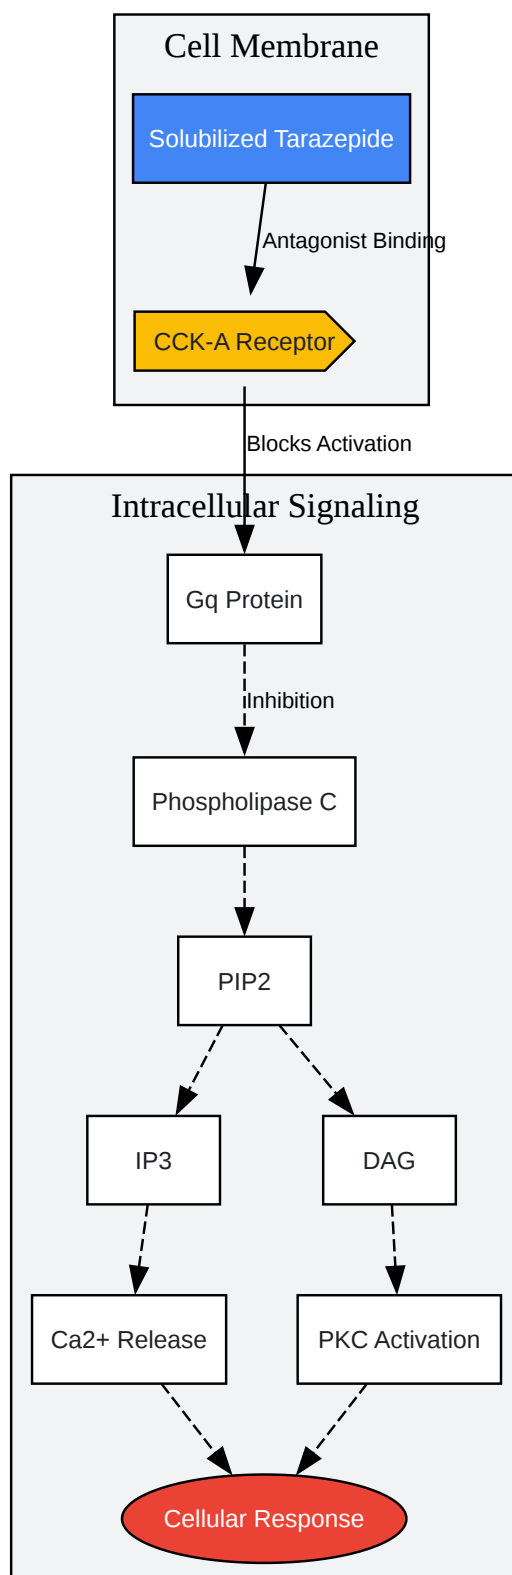 Cell Membrane
Solubilized Tarazepide
Antagonist Binding
CCK-A Receptor
Blocks Activation
Intracellular Signaling
Gq Protein
Inhibition
Phospholipase C
PIP2
IP3
DAG
Ca2+ Release
PKC Activation
Cellular Response